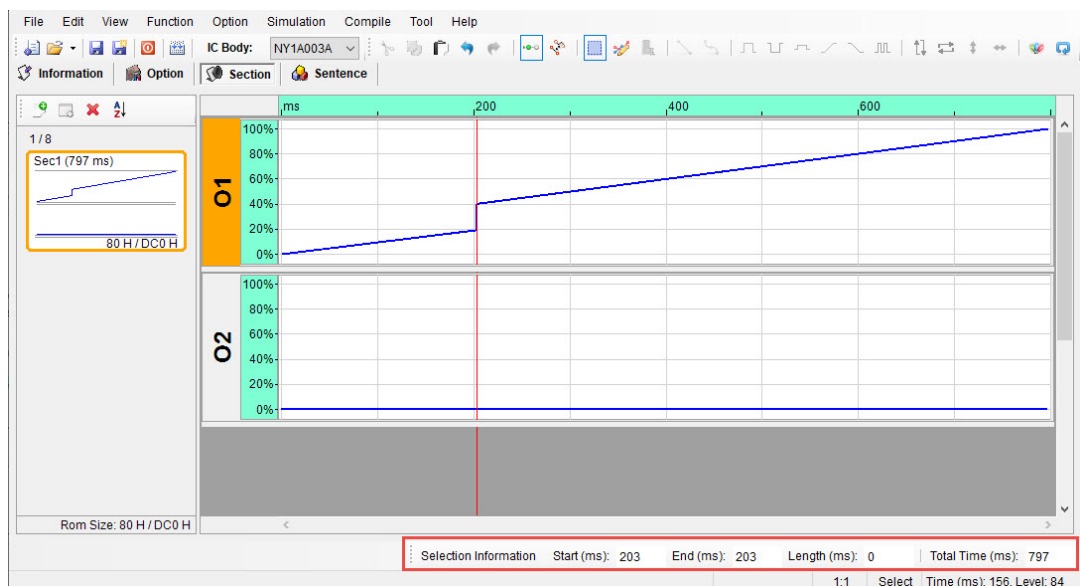 File Edit View Function Option Simulation Compile Tool Help
IC Body: NY1A003A
Information Option Section Sentence
ms 200 400 600
1 / 8
Sec1 (797 ms)
80 H / DC0 H
O1
100%
80%
60%
40%
20%
0%
O2
100%
80%
60%
40%
20%
0%
Rom Size: 80 H / DC0 H
Selection Information Start (ms): 203 End (ms): 203 Length (ms): 0 Total Time (ms): 797
1:1 Select Time (ms): 156, Level: 84